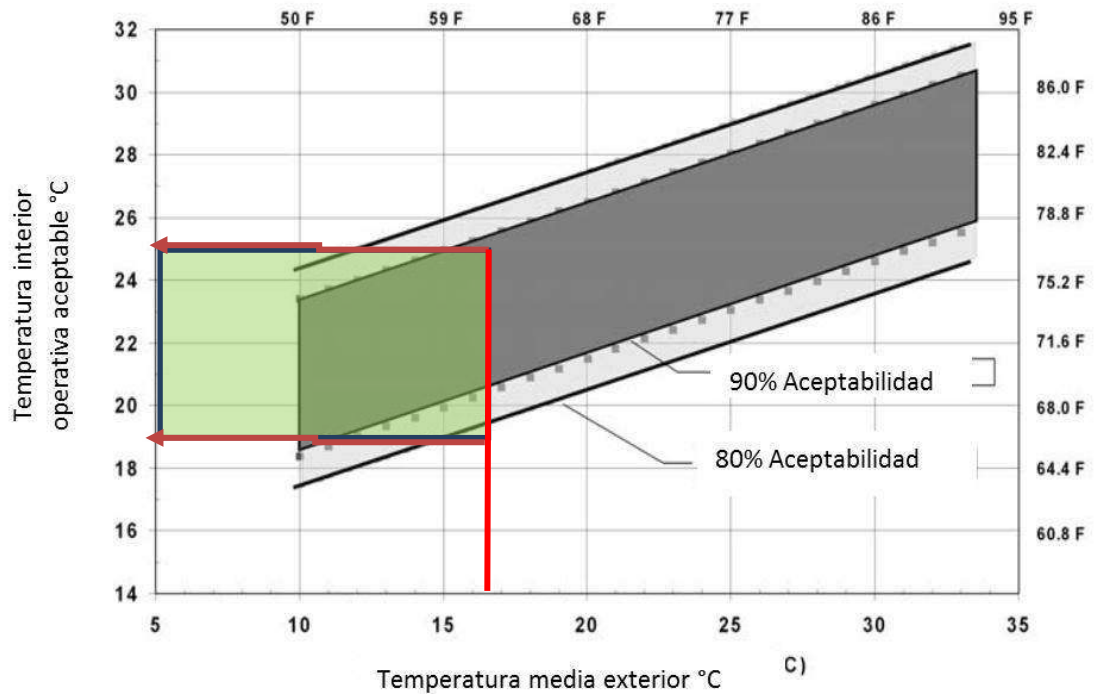 50 F 59 F 68 F 77 F 86 F 95 F
32
30 86.0 F
28 82.4 F
26 78.8 F
24 75.2 F
22 71.6 F
20 68.0 F
18 64.4 F
16 60.8 F
14
Temperatura interior
operativa aceptable °C
90% Aceptabilidad
80% Aceptabilidad
5 10 15 20 25 30 35
Temperatura media exterior °C
C)